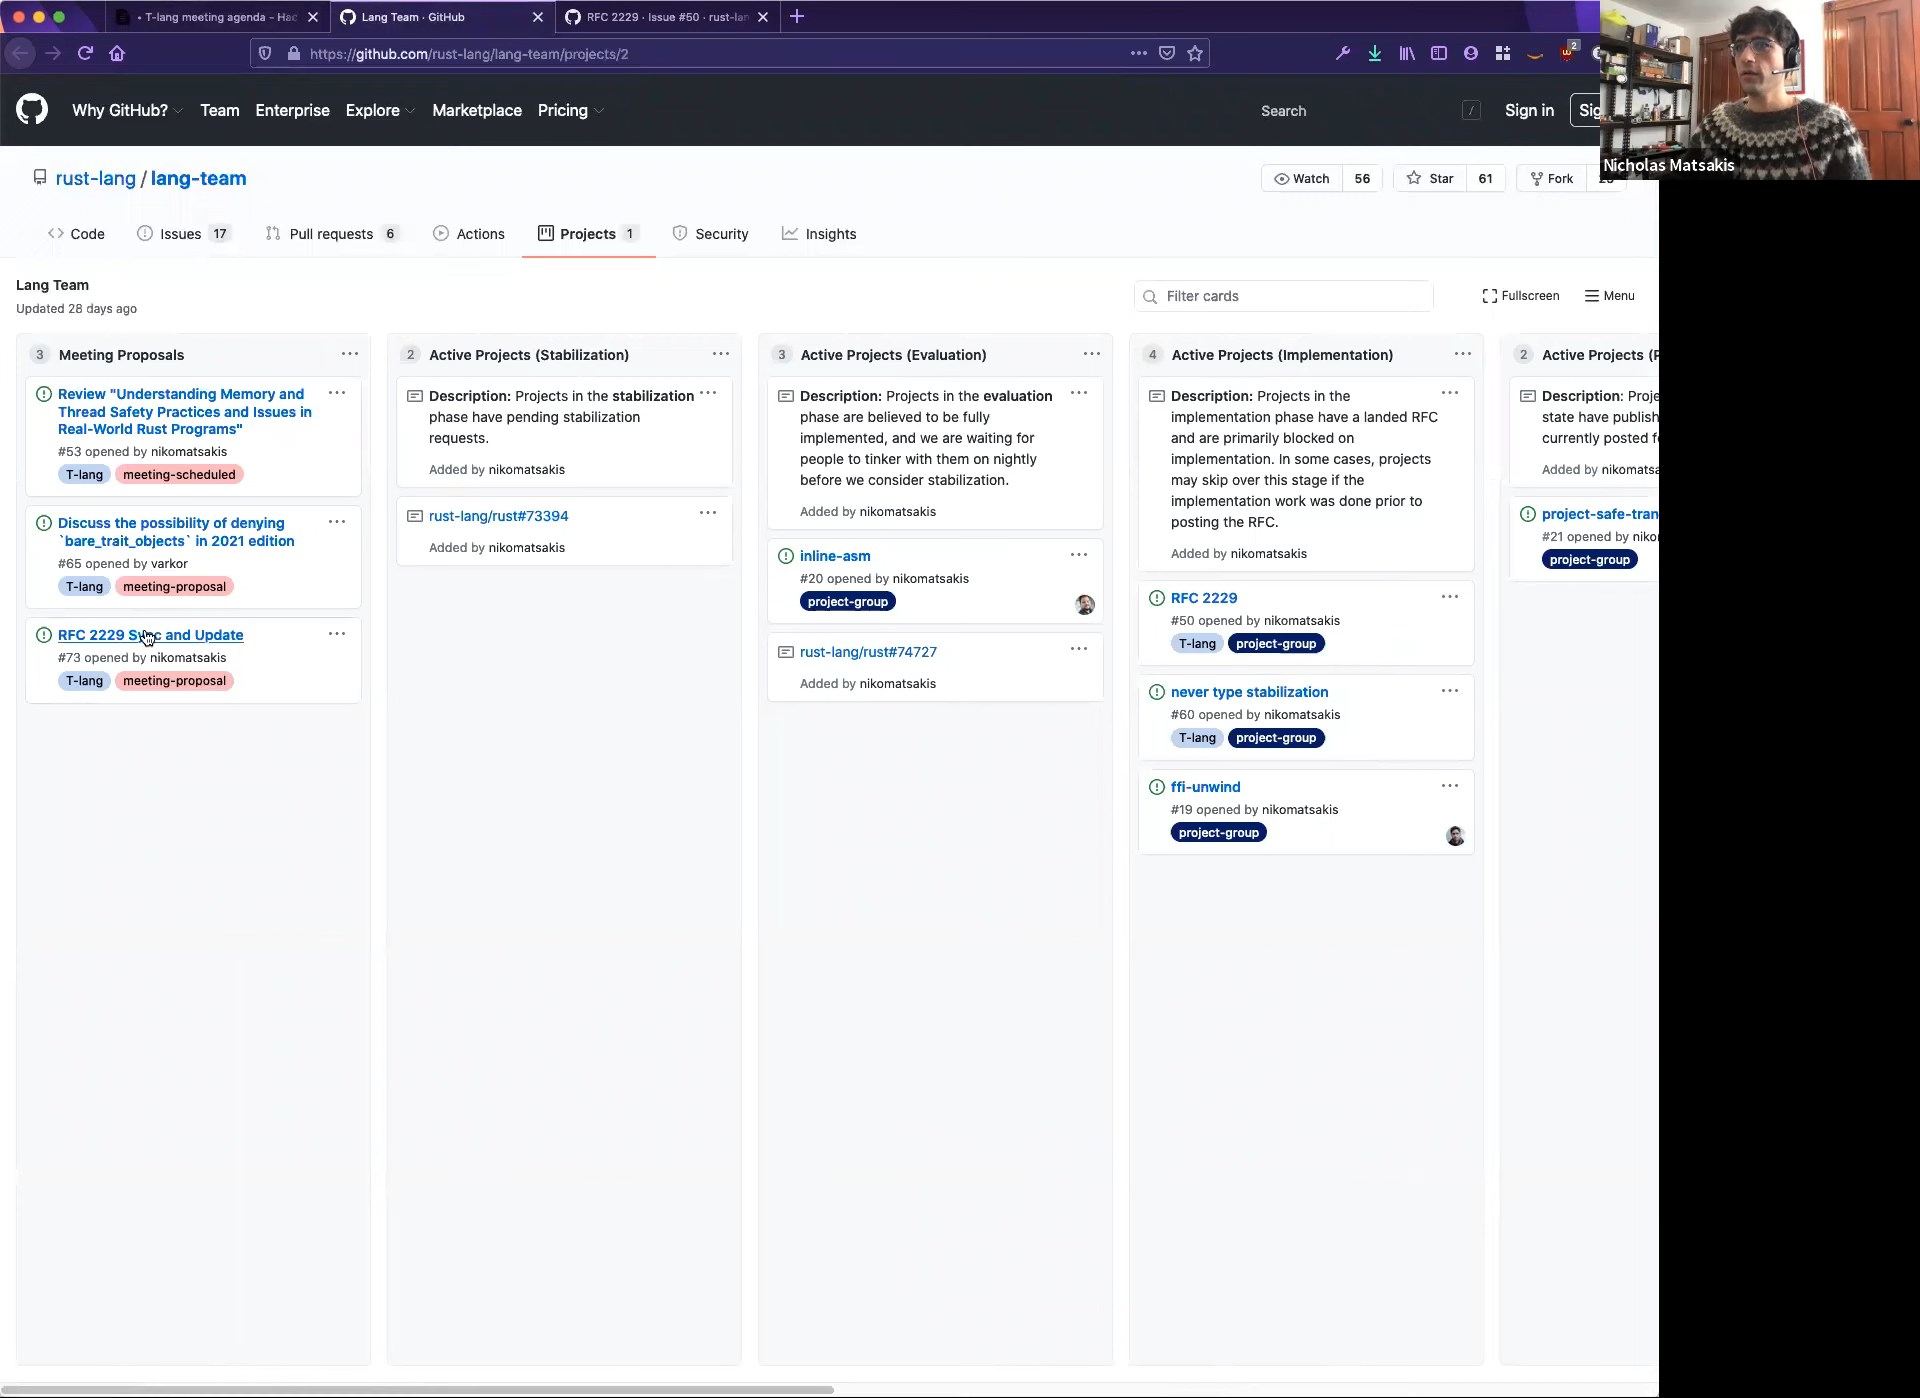 • T-lang meeting agenda - Hac
Lang Team · GitHub
RFC 2229 · Issue #50 · rust-lan
https://github.com/rust-lang/lang-team/projects/2
2
Why GitHub?
Team
Enterprise
Explore
Marketplace
Pricing
Search
/
Sign in
Sig
Nicholas Matsakis
rust-lang / lang-team
Watch 56
Star 61
Fork
Code
Issues 17
Pull requests 6
Actions
Projects 1
Security
Insights
Lang Team
Updated 28 days ago
Filter cards
Fullscreen
Menu
3 Meeting Proposals
Review "Understanding Memory and
Thread Safety Practices and Issues in
Real-World Rust Programs"
#53 opened by nikomatsakis
T-lang meeting-scheduled
Discuss the possibility of denying
`bare_trait_objects` in 2021 edition
#65 opened by varkor
T-lang meeting-proposal
RFC 2229 Sync and Update
#73 opened by nikomatsakis
T-lang meeting-proposal
2 Active Projects (Stabilization)
Description: Projects in the stabilization
phase have pending stabilization
requests.
Added by nikomatsakis
rust-lang/rust#73394
Added by nikomatsakis
3 Active Projects (Evaluation)
Description: Projects in the evaluation
phase are believed to be fully
implemented, and we are waiting for
people to tinker with them on nightly
before we consider stabilization.
Added by nikomatsakis
inline-asm
#20 opened by nikomatsakis
project-group
rust-lang/rust#74727
Added by nikomatsakis
4 Active Projects (Implementation)
Description: Projects in the
implementation phase have a landed RFC
and are primarily blocked on
implementation. In some cases, projects
may skip over this stage if the
implementation work was done prior to
posting the RFC.
Added by nikomatsakis
RFC 2229
#50 opened by nikomatsakis
T-lang project-group
never type stabilization
#60 opened by nikomatsakis
T-lang project-group
ffi-unwind
#19 opened by nikomatsakis
project-group
2 Active Projects (P
Description: Proje
state have publish
currently posted f
Added by nikomatsa
project-safe-tran
#21 opened by niko
project-group